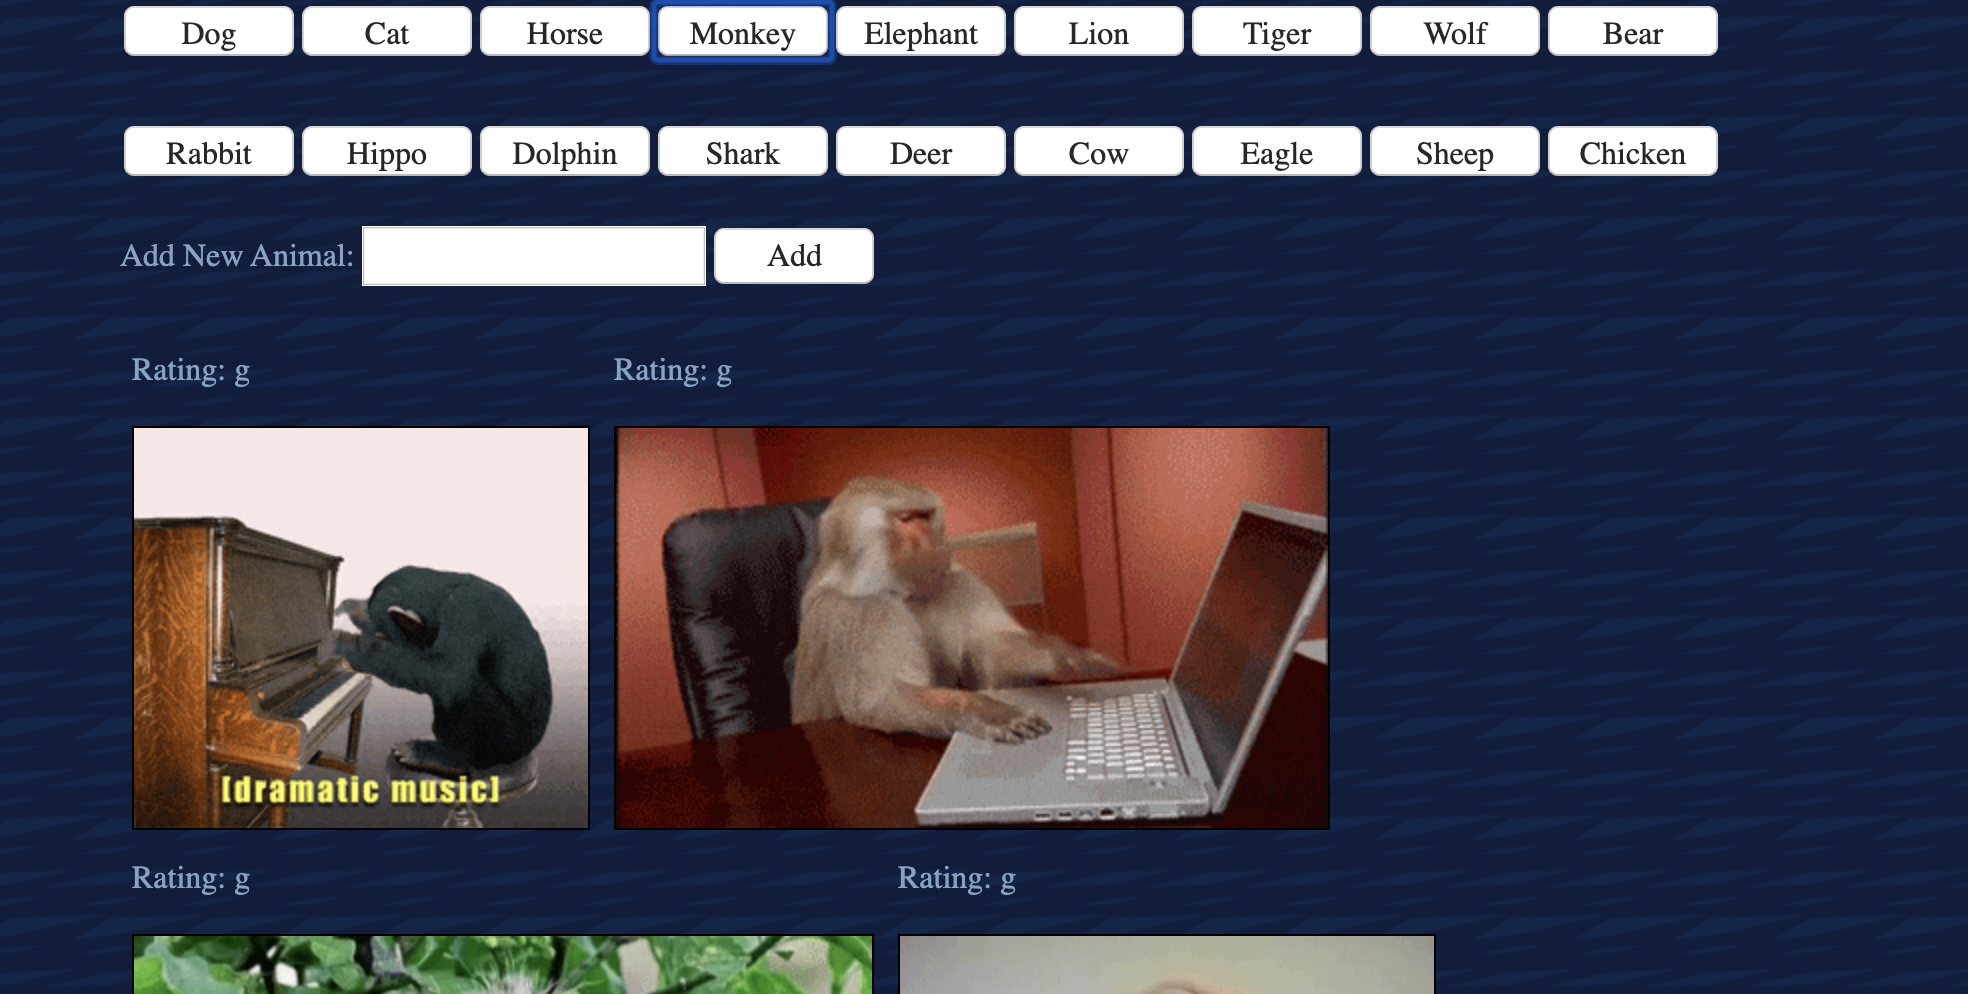 Dog Cat Horse Monkey Elephant Lion Tiger Wolf Bear
Rabbit Hippo Dolphin Shark Deer Cow Eagle Sheep Chicken
Add New Animal: Add
Rating: g Rating: g
[dramatic music]
Rating: g Rating: g